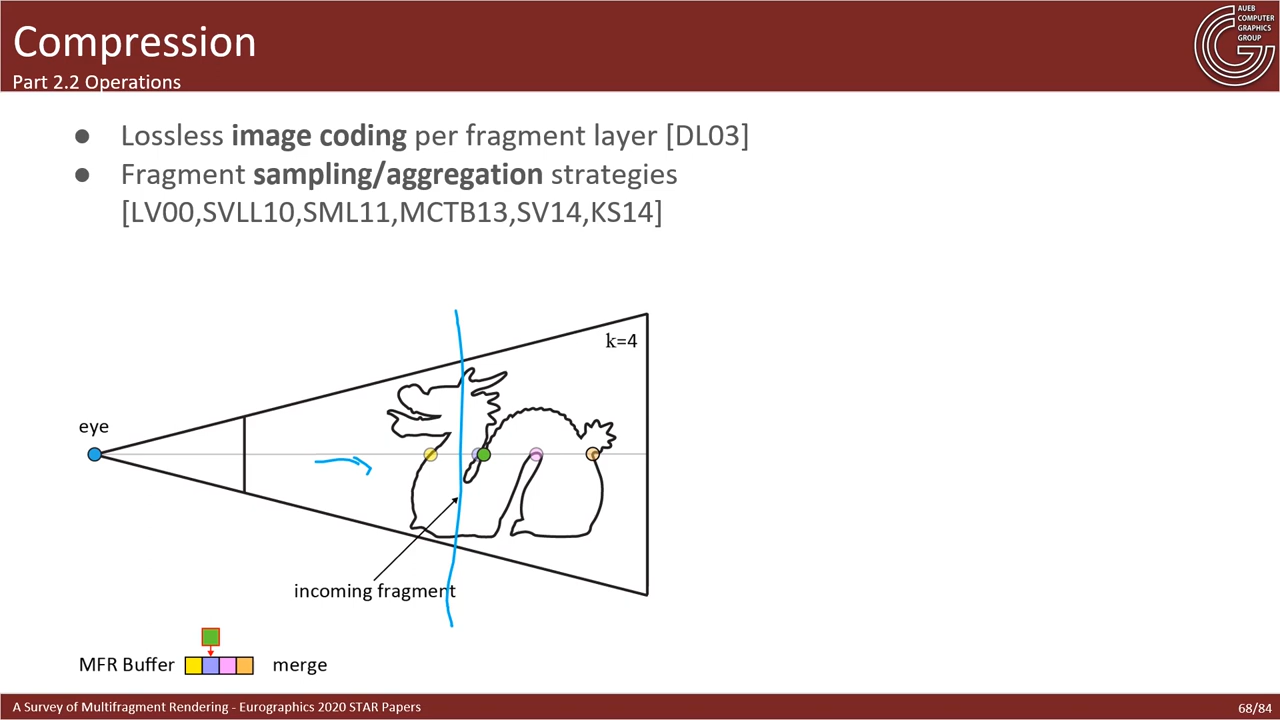 Compression
Part 2.2 Operations
AUEB
COMPUTER
GRAPHICS
GROUP
● Lossless image coding per fragment layer [DL03]
● Fragment sampling/aggregation strategies
[LV00,SVLL10,SML11,MCTB13,SV14,KS14]
k=4
eye
incoming fragment
MFR Buffer
merge
A Survey of Multifragment Rendering - Eurographics 2020 STAR Papers
68/84